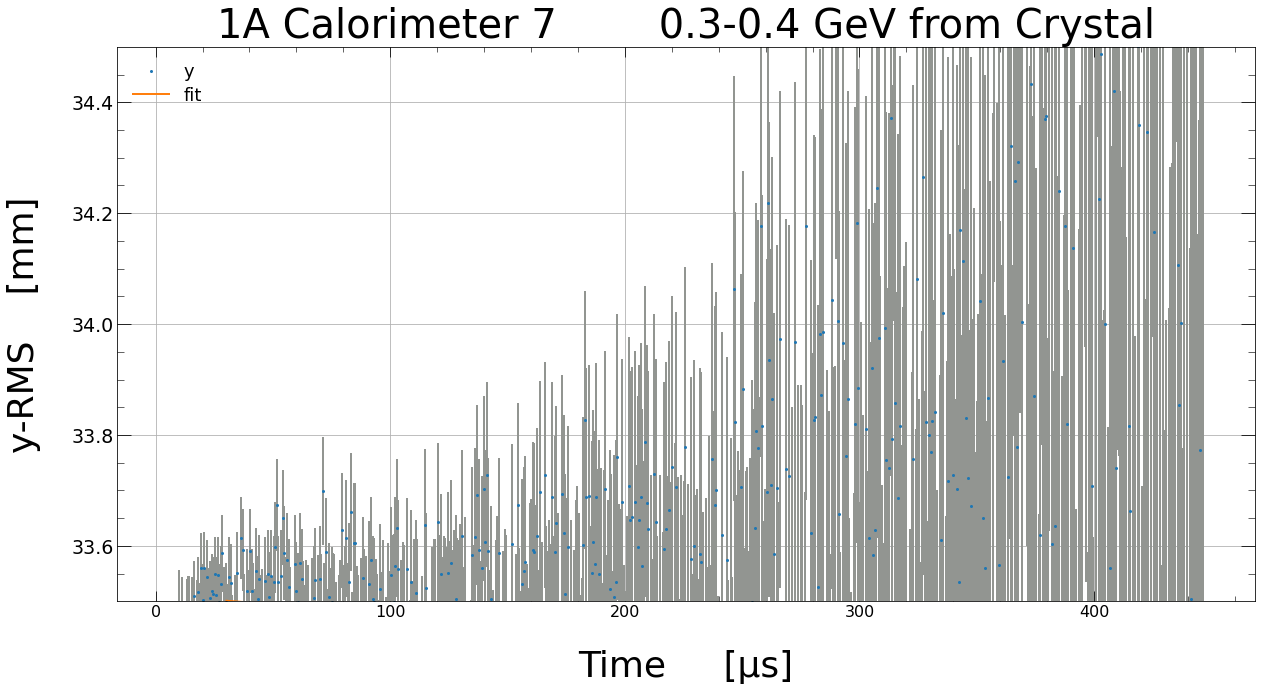 1A Calorimeter 7 0.3-0.4 GeV from Crystal
y
fit
34.4
34.2
34.0
33.8
33.6
y-RMS [mm]
0 100 200 300 400
Time [μs]